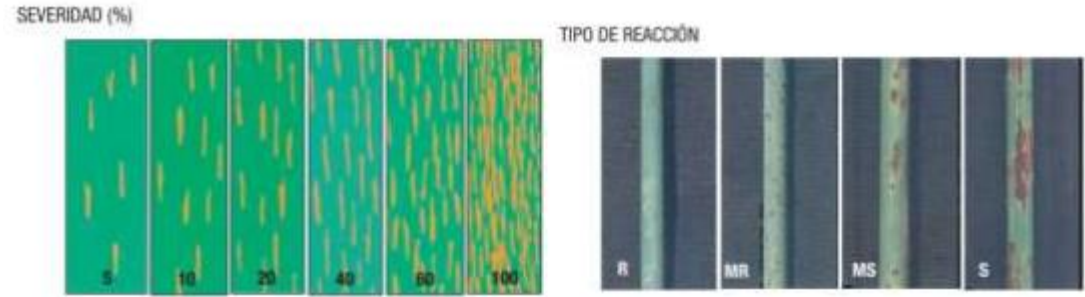 SEVERIDAD (%)
TIPO DE REACCIÓN
5 10 20 40 60 100
R MR MS S